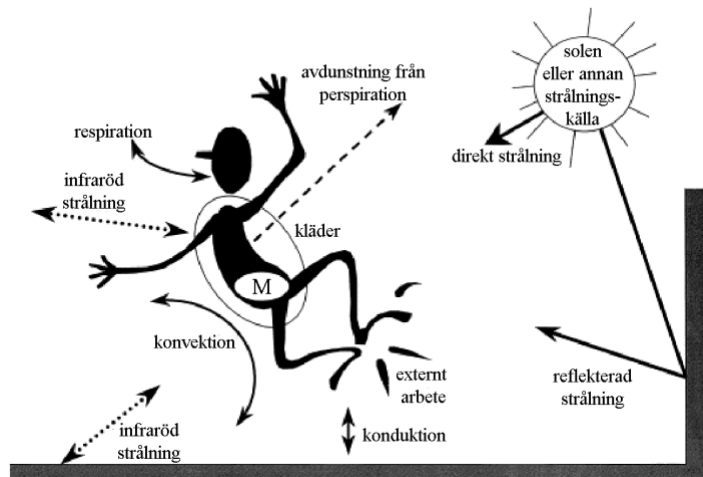 solen
eller annan
strålnings-
källa
avdunstning från
perspiration
respiration
direkt strålning
infraröd
strålning
kläder
M
konvektion
externt
arbete
reflekterad
strålning
infraröd
strålning
konduktion